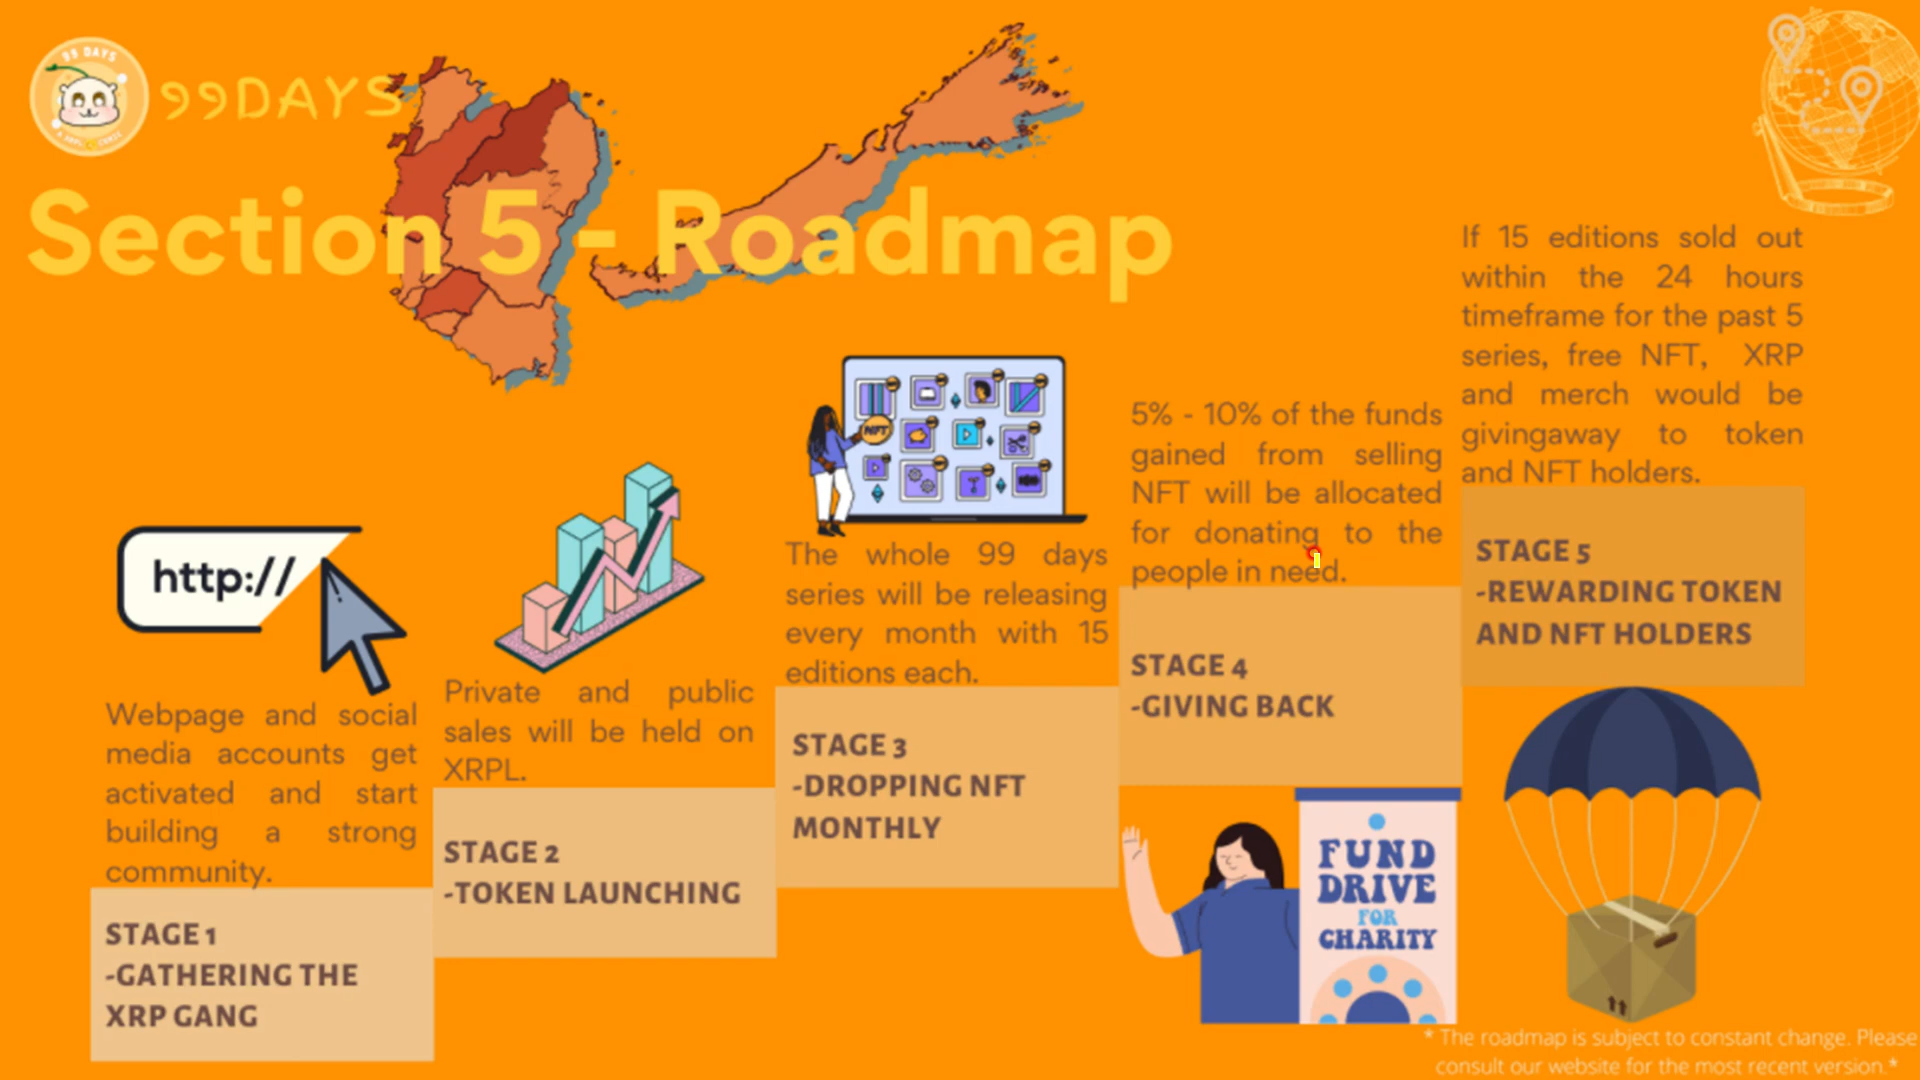 99 DAYS
99DAYS
Section 5 - Roadmap
http://
Webpage and social
media accounts get
activated and start
building a strong
community.
STAGE 1
-GATHERING THE
XRP GANG
Private and public
sales will be held on
XRPL.
STAGE 2
-TOKEN LAUNCHING
NFT
The whole 99 days
series will be releasing
every month with 15
editions each.
STAGE 3
-DROPPING NFT
MONTHLY
5% - 10% of the funds
gained from selling
NFT will be allocated
for donating to the
people in need.
STAGE 4
-GIVING BACK
FUND
DRIVE
FOR
CHARITY
If 15 editions sold out
within the 24 hours
timeframe for the past 5
series, free NFT, XRP
and merch would be
givingaway to token
and NFT holders.
STAGE 5
-REWARDING TOKEN
AND NFT HOLDERS
* The roadmap is subject to constant change. Please
consult our website for the most recent version.*